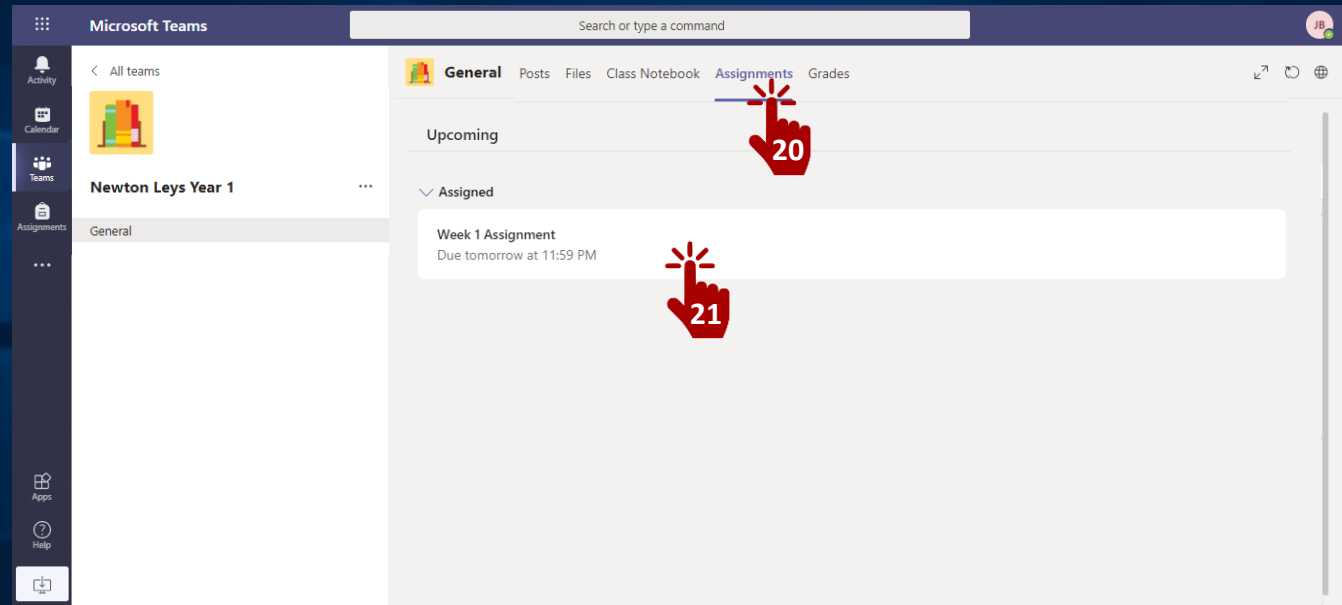 Microsoft Teams
Search or type a command
JB
Activity
Calendar
Teams
Assignments
Apps
Help
All teams
Newton Leys Year 1
General
General Posts Files Class Notebook Assignments Grades
20
Upcoming
Assigned
Week 1 Assignment
Due tomorrow at 11:59 PM
21